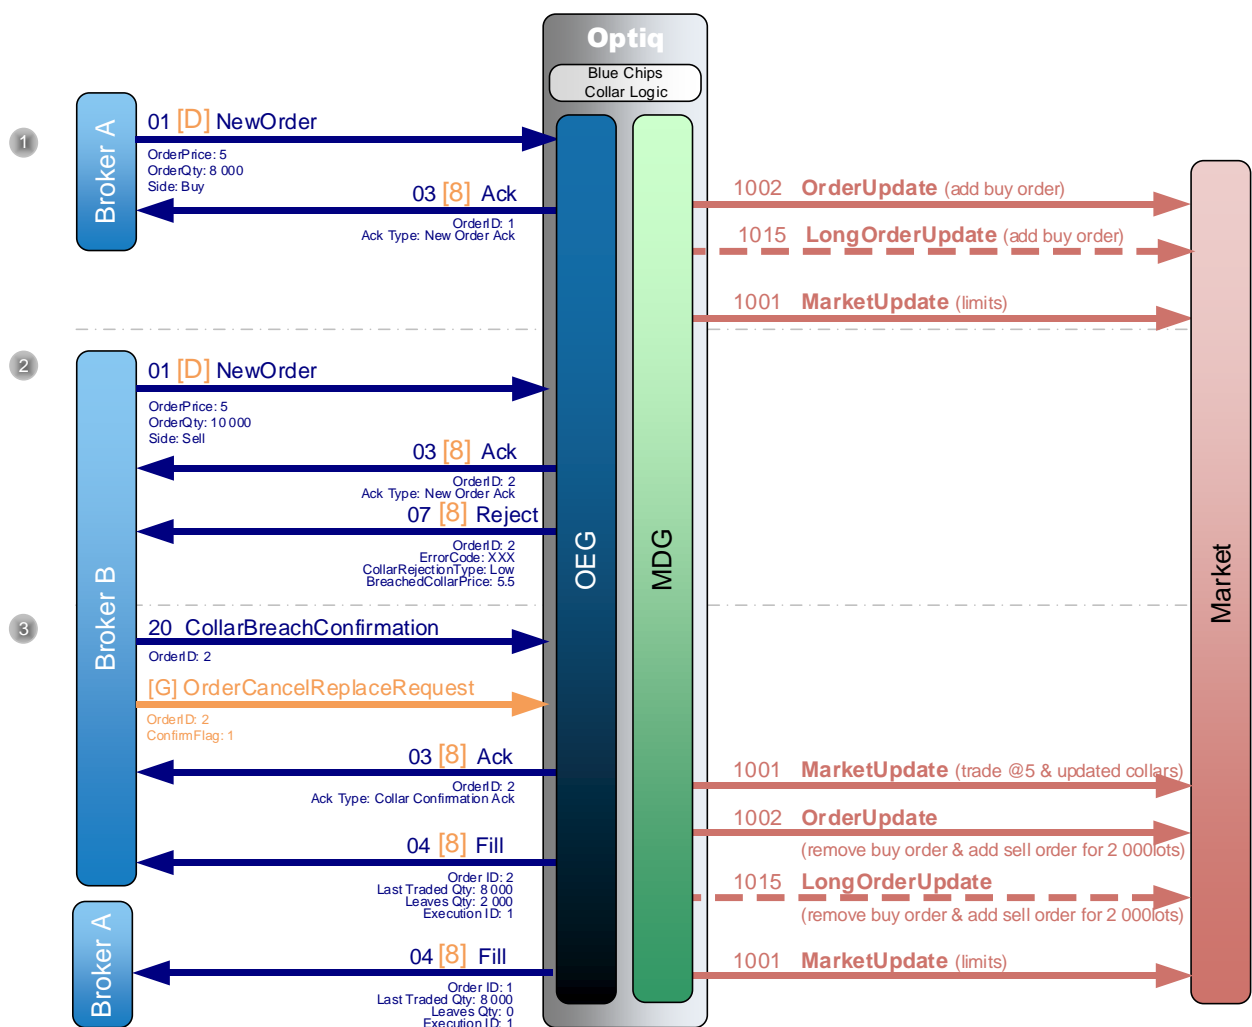 Optiq
Blue Chips
Collar Logic
1
Broker A
01 [D] NewOrder
OrderPrice: 5
OrderQty: 8 000
Side: Buy
03 [8] Ack
OrderID: 1
Ack Type: New Order Ack
1002 OrderUpdate (add buy order)
1015 LongOrderUpdate (add buy order)
1001 MarketUpdate (limits)
2
Broker B
01 [D] NewOrder
OrderPrice: 5
OrderQty: 10 000
Side: Sell
03 [8] Ack
OrderID: 2
Ack Type: New Order Ack
07 [8] Reject
OrderID: 2
ErrorCode: XXX
CollarRejectionType: Low
BreachedCollarPrice: 5.5
OEG
MDG
Market
3
20 CollarBreachConfirmation
OrderID: 2
[G] OrderCancelReplaceRequest
OrderID: 2
ConfirmFlag: 1
03 [8] Ack
OrderID: 2
Ack Type: Collar Confirmation Ack
1001 MarketUpdate (trade @5 & updated collars)
1002 OrderUpdate
(remove buy order & add sell order for 2 000lots)
04 [8] Fill
Order ID: 2
Last Traded Qty: 8 000
Leaves Qty: 2 000
Execution ID: 1
1015 LongOrderUpdate
(remove buy order & add sell order for 2 000lots)
Broker A
04 [8] Fill
Order ID: 1
Last Traded Qty: 8 000
Leaves Qty: 0
Execution ID: 1
1001 MarketUpdate (limits)